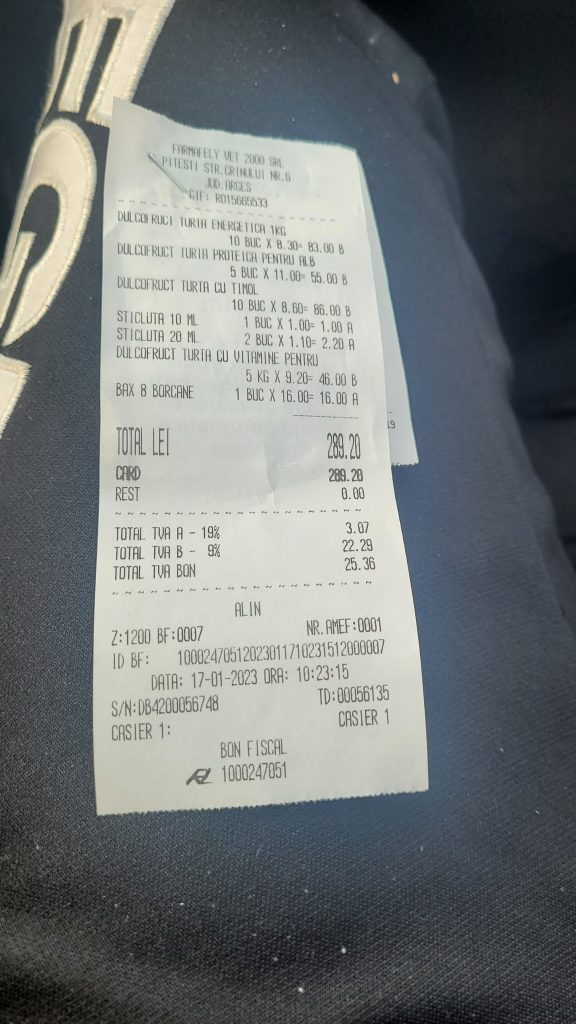 FARMAFELY VET 2000 SRL
PITESTI STR.CRINULUI NR.6
JUD.ARGES
CIF: RO15665533
DULCOFRUCT TURTA ENERGETICA 1KG
10 BUC X 8.30= 83.00 B
DULCOFRUCT TURTA PROTEICA PENTRU ALB
5 BUC X 11.00= 55.00 B
DULCOFRUCT TURTA CU TIMOL
10 BUC X 8.60= 86.00 B
STICLUTA 10 ML 1 BUC X 1.00= 1.00 A
STICLUTA 20 ML 2 BUC X 1.10= 2.20 A
DULCOFRUCT TURTA CU VITAMINE PENTRU
5 KG X 9.20= 46.00 B
BAX 8 BORCANE 1 BUC X 16.00= 16.00 A
TOTAL LEI 289.20
CARD 289.20
REST 0.00
TOTAL TVA A - 19% 3.07
TOTAL TVA B - 9% 22.29
TOTAL TVA BON 25.36
ALIN
Z:1200 BF:0007 NR.AMEF:0001
ID BF: 1000247051202301171023151200007
DATA: 17-01-2023 ORA: 10:23:15
S/N:DB4200056748 TD:00056135
CASIER 1: CASIER 1
BON FISCAL
1000247051